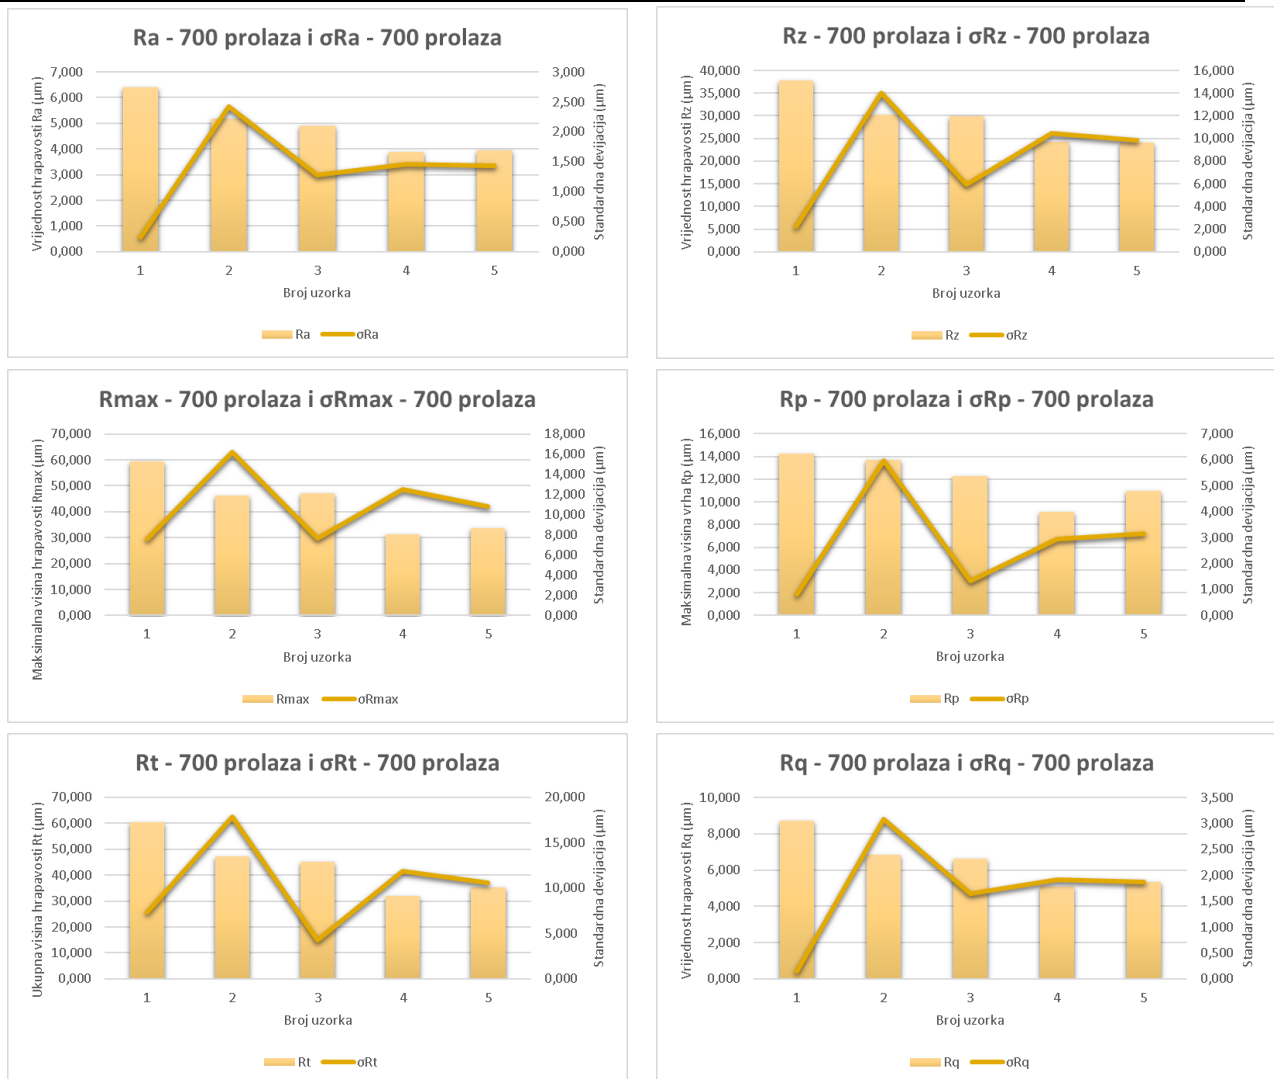 Ra - 700 prolaza i σRa - 700 prolaza
Vrijednost hrapavosti Ra (µm)
7,000
6,000
5,000
4,000
3,000
2,000
1,000
0,000
3,000
2,500
2,000
1,500
1,000
0,500
0,000
Standardna devijacija (µm)
1 2 3 4 5
Broj uzorka
Ra σRa
Rz - 700 prolaza i σRz - 700 prolaza
Vrijednost hrapavosti Rz (µm)
40,000
35,000
30,000
25,000
20,000
15,000
10,000
5,000
0,000
16,000
14,000
12,000
10,000
8,000
6,000
4,000
2,000
0,000
Standardna devijacija (µm)
1 2 3 4 5
Broj uzorka
Rz σRz
Rmax - 700 prolaza i σRmax - 700 prolaza
Maksimalna visina hrapavosti Rmax (µm)
70,000
60,000
50,000
40,000
30,000
20,000
10,000
0,000
18,000
16,000
14,000
12,000
10,000
8,000
6,000
4,000
2,000
0,000
Standardna devijacija (µm)
1 2 3 4 5
Broj uzorka
Rmax σRmax
Rp - 700 prolaza i σRp - 700 prolaza
Maksimalna visina vrha Rp (µm)
16,000
14,000
12,000
10,000
8,000
6,000
4,000
2,000
0,000
7,000
6,000
5,000
4,000
3,000
2,000
1,000
0,000
Standardna devijacija (µm)
1 2 3 4 5
Broj uzorka
Rp σRp
Rt - 700 prolaza i σRt - 700 prolaza
Ukupna visina hrapavosti Rt (µm)
70,000
60,000
50,000
40,000
30,000
20,000
10,000
0,000
20,000
15,000
10,000
5,000
0,000
Standardna devijacija (µm)
1 2 3 4 5
Broj uzorka
Rt σRt
Rq - 700 prolaza i σRq - 700 prolaza
Vrijednost hrapavosti Rq (µm)
10,000
8,000
6,000
4,000
2,000
0,000
3,500
3,000
2,500
2,000
1,500
1,000
0,500
0,000
Standardna devijacija (µm)
1 2 3 4 5
Broj uzorka
Rq σRq